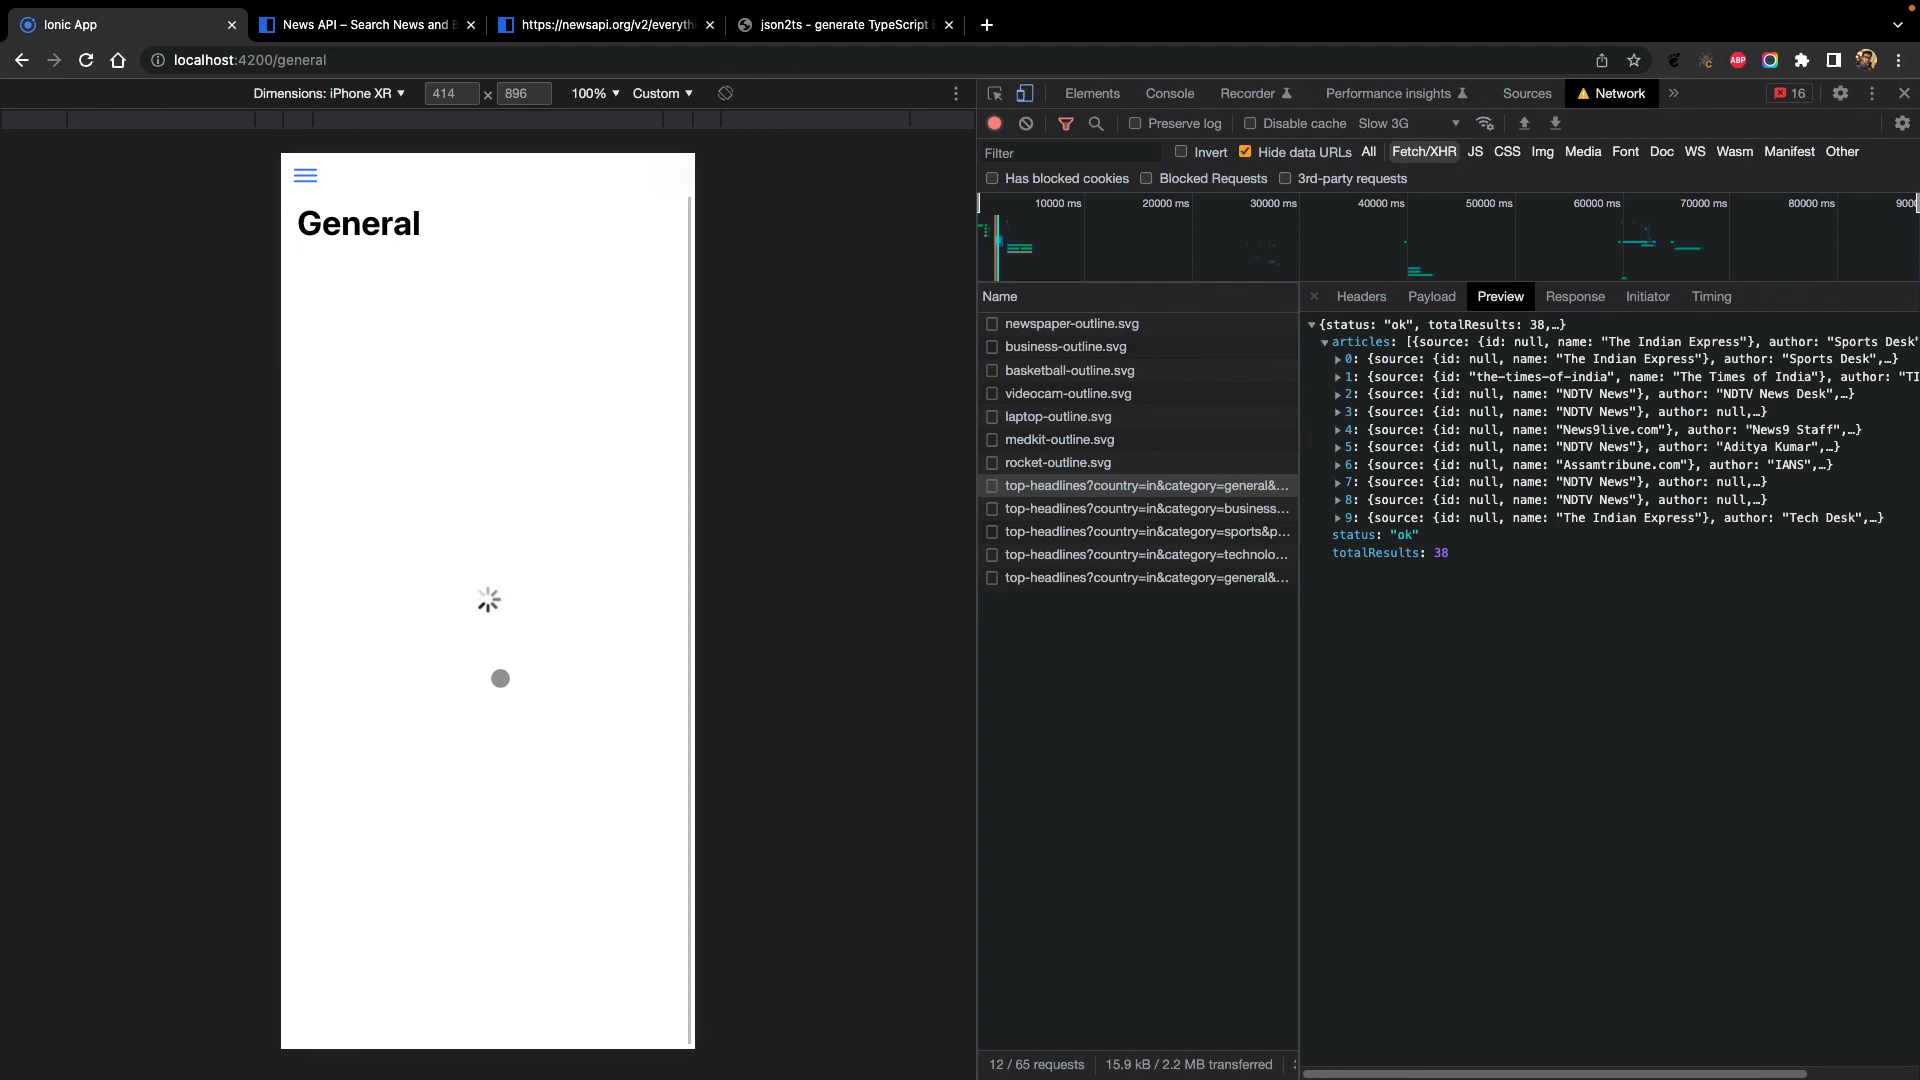 Ionic App
News API – Search News and B
https://newsapi.org/v2/everythi
json2ts - generate TypeScript i
localhost:4200/general
ABP
Dimensions: iPhone XR
414 × 896
100%
Custom
Elements Console Recorder Performance insights Sources Network 16
Preserve log Disable cache Slow 3G
Filter Invert Hide data URLs All Fetch/XHR JS CSS Img Media Font Doc WS Wasm Manifest Other
Has blocked cookies Blocked Requests 3rd-party requests
10000 ms 20000 ms 30000 ms 40000 ms 50000 ms 60000 ms 70000 ms 80000 ms 9000
General
Name
newspaper-outline.svg
business-outline.svg
basketball-outline.svg
videocam-outline.svg
laptop-outline.svg
medkit-outline.svg
rocket-outline.svg
top-headlines?country=in&category=general&...
top-headlines?country=in&category=business...
top-headlines?country=in&category=sports&p...
top-headlines?country=in&category=technolo...
top-headlines?country=in&category=general&...
Headers Payload Preview Response Initiator Timing
{status: "ok", totalResults: 38,…}
articles: [{source: {id: null, name: "The Indian Express"}, author: "Sports Desk"
0: {source: {id: null, name: "The Indian Express"}, author: "Sports Desk",…}
1: {source: {id: "the-times-of-india", name: "The Times of India"}, author: "TI
2: {source: {id: null, name: "NDTV News"}, author: "NDTV News Desk",…}
3: {source: {id: null, name: "NDTV News"}, author: null,…}
4: {source: {id: null, name: "News9live.com"}, author: "News9 Staff",…}
5: {source: {id: null, name: "NDTV News"}, author: "Aditya Kumar",…}
6: {source: {id: null, name: "Assamtribune.com"}, author: "IANS",…}
7: {source: {id: null, name: "NDTV News"}, author: null,…}
8: {source: {id: null, name: "NDTV News"}, author: null,…}
9: {source: {id: null, name: "The Indian Express"}, author: "Tech Desk",…}
status: "ok"
totalResults: 38
12 / 65 requests
15.9 kB / 2.2 MB transferred